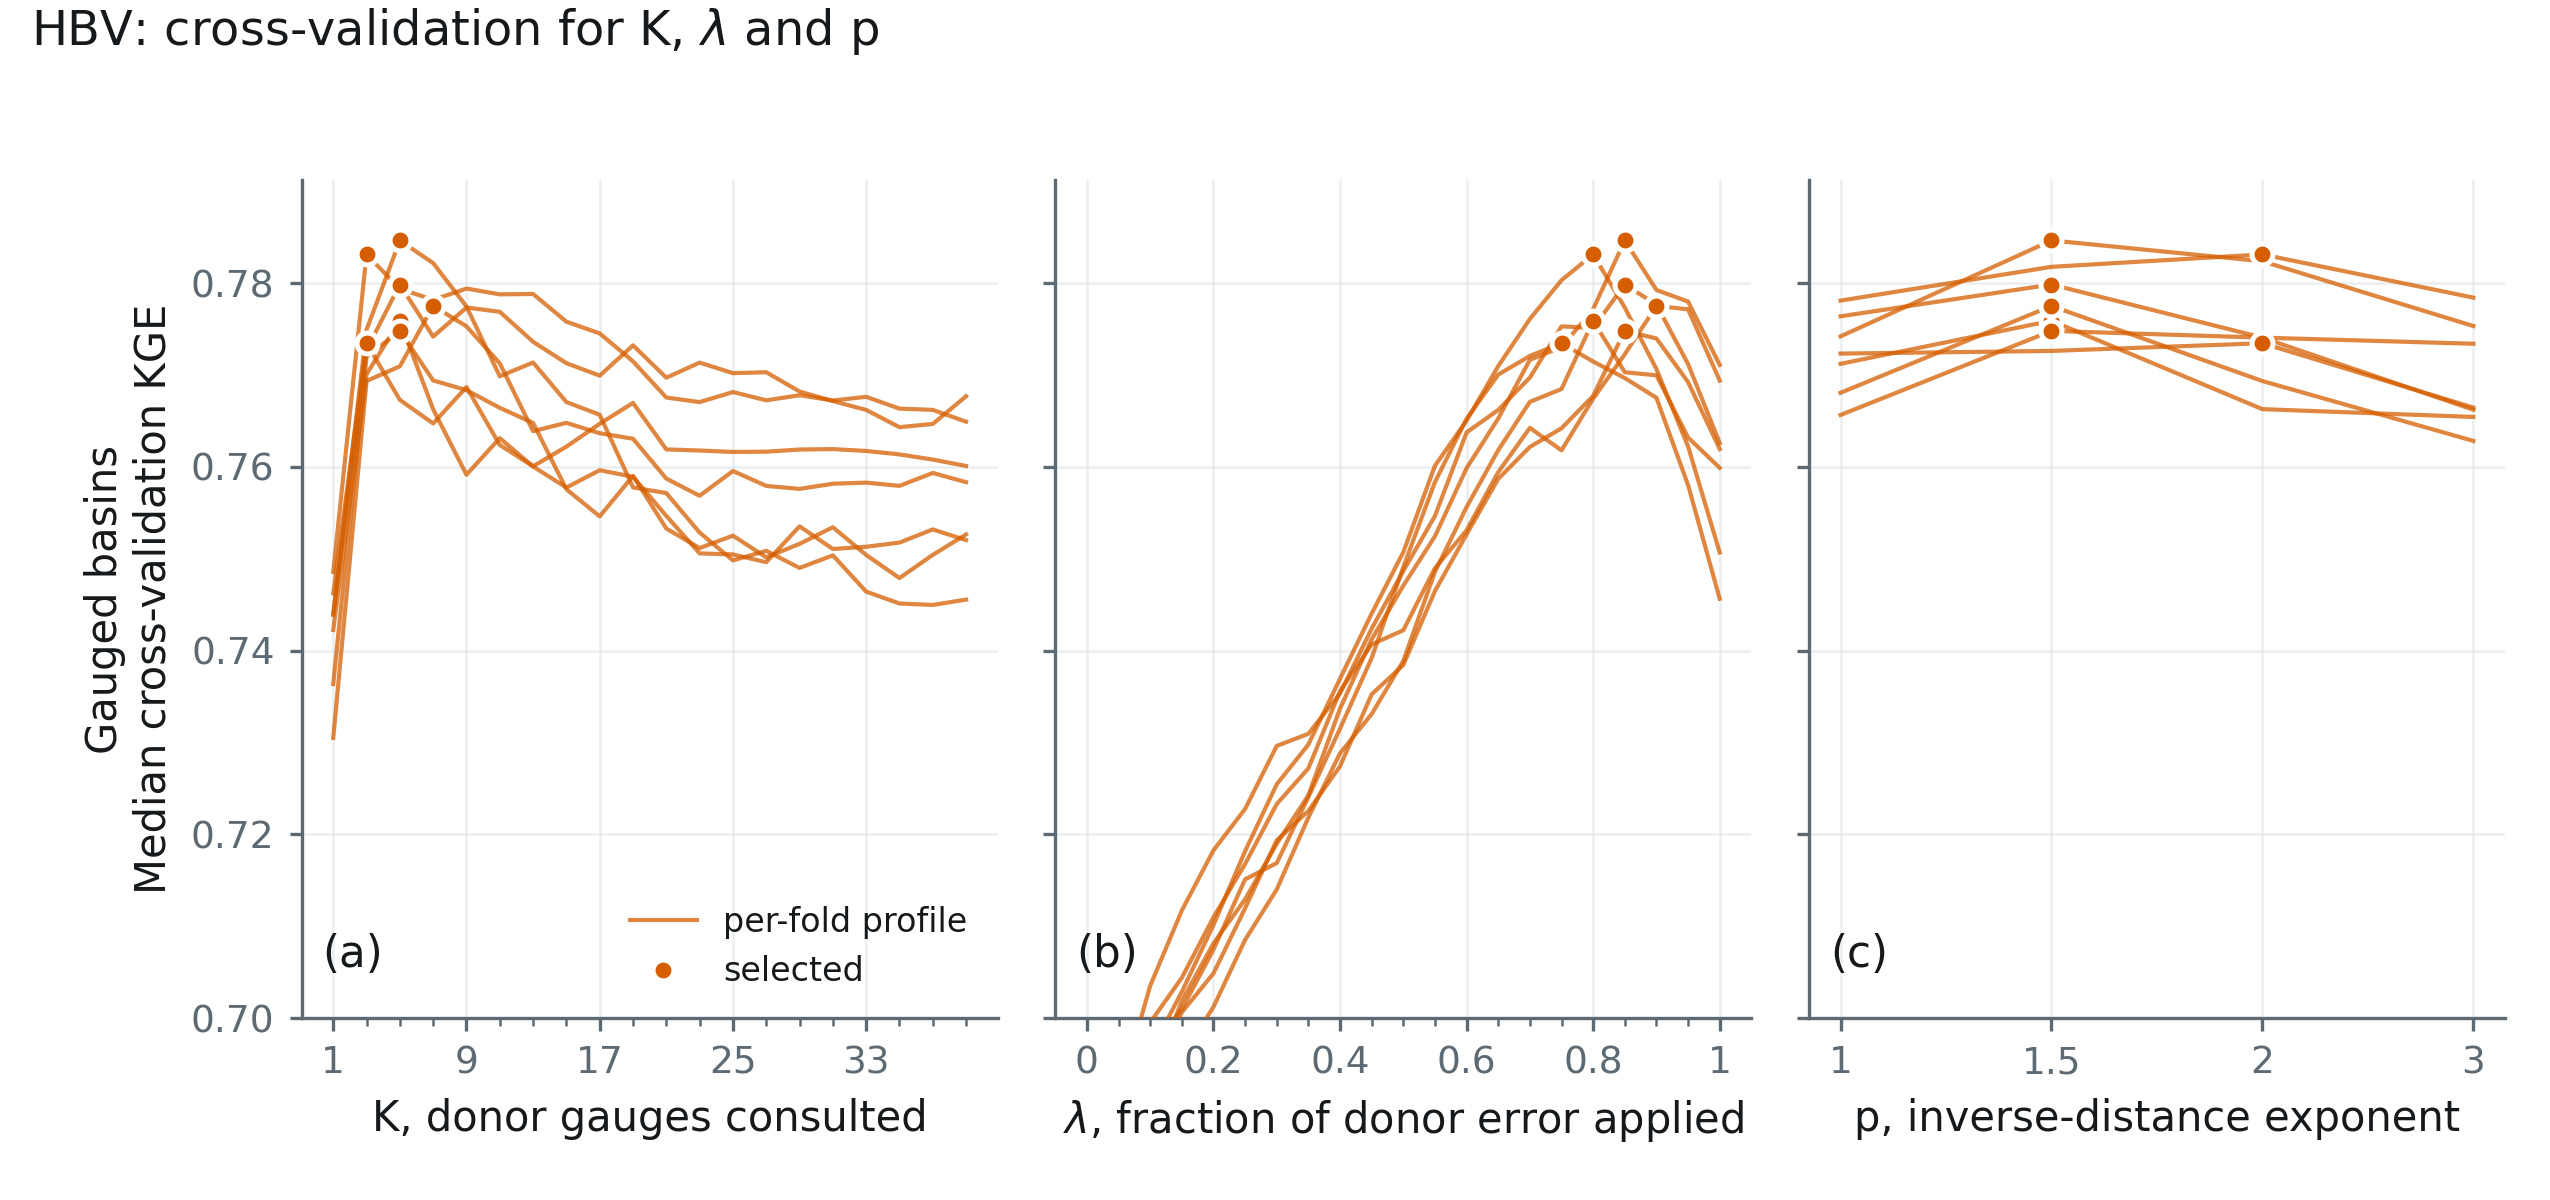 HBV: cross-validation for K, λ and p
Gauged basins
Median cross-validation KGE
0.78
0.76
0.74
0.72
0.70
(a)
per-fold profile
selected
1 9 17 25 33
K, donor gauges consulted
(b)
0 0.2 0.4 0.6 0.8 1
λ, fraction of donor error applied
(c)
1 1.5 2 3
p, inverse-distance exponent